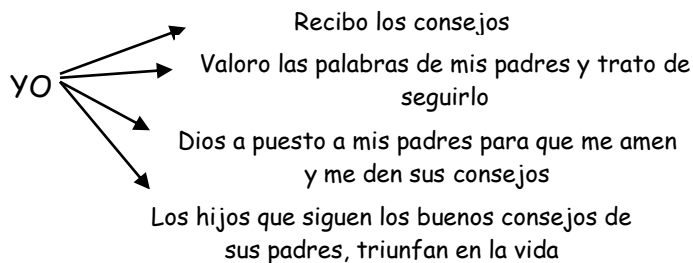 Recibo los consejos
YO
Valoro las palabras de mis padres y trato de
seguirlo
Dios a puesto a mis padres para que me amen
y me den sus consejos
Los hijos que siguen los buenos consejos de
sus padres, triunfan en la vida